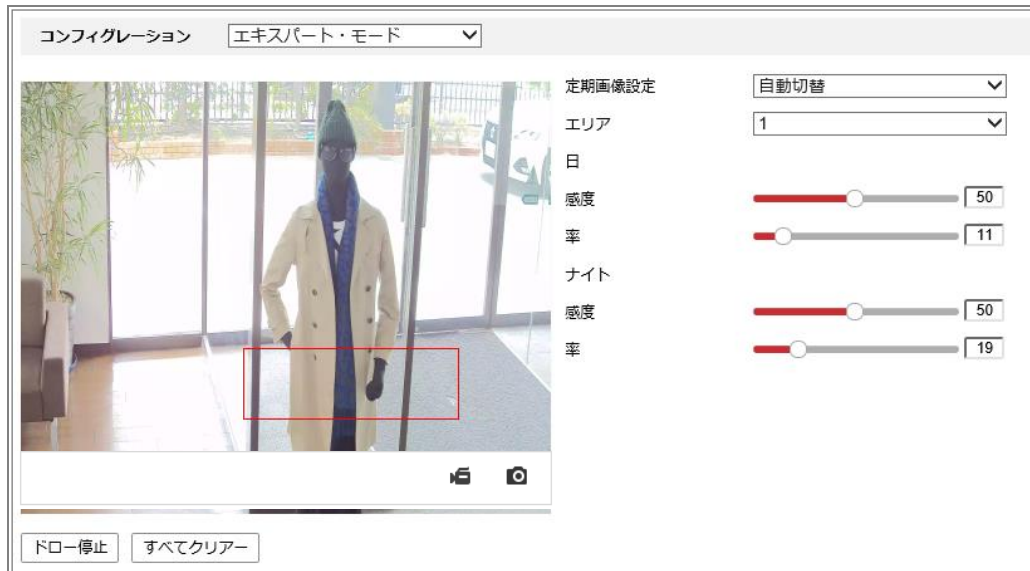 コンフィグレーション エキスパート・モード
定期画像設定 自動切替
エリア 1
日
感度 50
率 11
ナイト
感度 50
率 19
ドロー停止 すべてクリアー